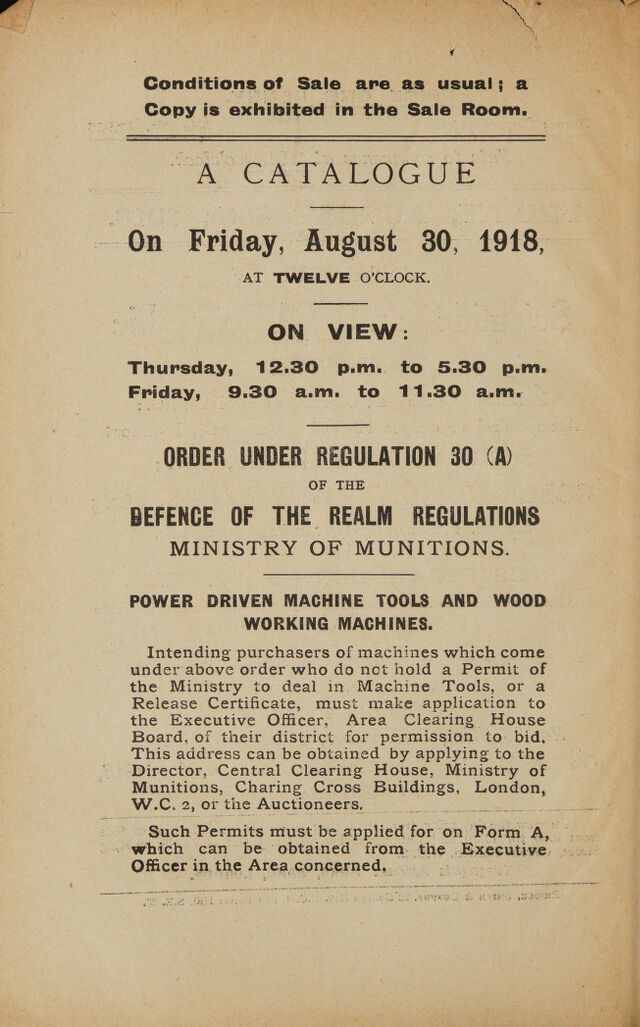 Conditions of Sale are as usual; a
Copy is exhibited in the Sale Room.
A CATALOGUE
On Friday, August 30, 1918,
AT TWELVE O'CLOCK.
ON VIEW:
Thursday, 12.30 p.m. to 5.30 p.m.
Friday, 9.30 a.m. to 11.30 a.m.
ORDER UNDER REGULATION 30 (A)
OF THE
DEFENCE OF THE REALM REGULATIONS
MINISTRY OF MUNITIONS.
POWER DRIVEN MACHINE TOOLS AND WOOD
WORKING MACHINES.
Intending purchasers of machines which come
under above order who do not hold a Permit of
the Ministry to deal in Machine Tools, or a
Release Certificate, must make application to
the Executive Officer, Area Clearing House
Board, of their district for permission to bid.
This address can be obtained by applying to the
Director, Central Clearing House, Ministry of
Munitions, Charing Cross Buildings, London,
W.C. 2, or the Auctioneers.
Such Permits must be applied for on Form A,
which can be obtained from the Executive
Officer in the Area concerned.